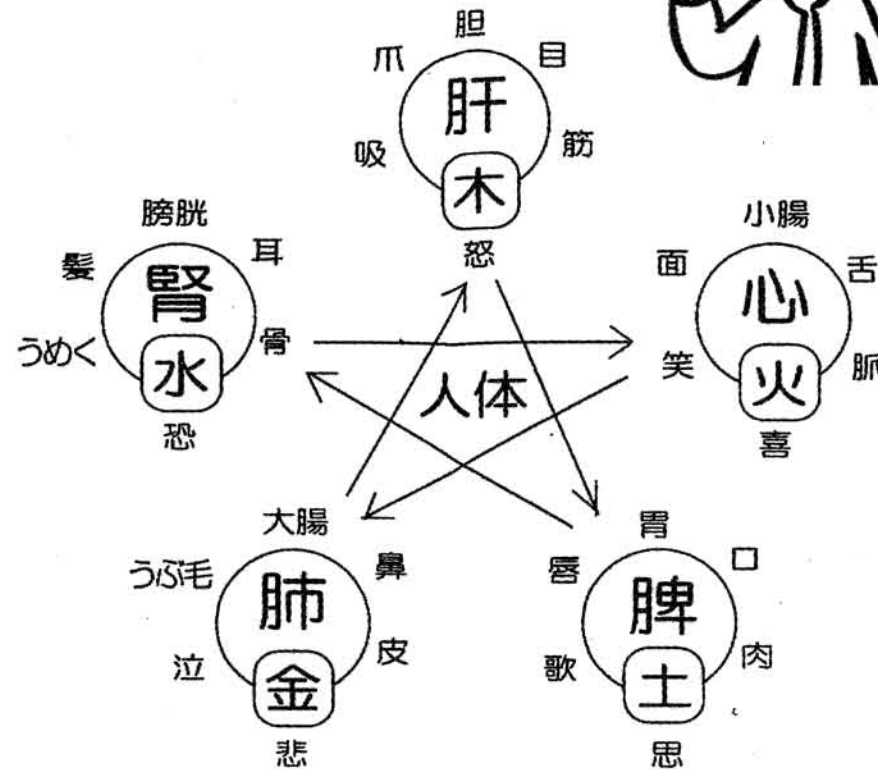 胆
爪
目
肝
吸
筋
木
怒
膀胱
髪
耳
腎
うめく
骨
水
恐
小腸
面
舌
心
笑
脈
火
喜
人体
大腸
うぶ毛
鼻
肺
泣
皮
金
悲
胃
唇
口
脾
歌
肉
土
思